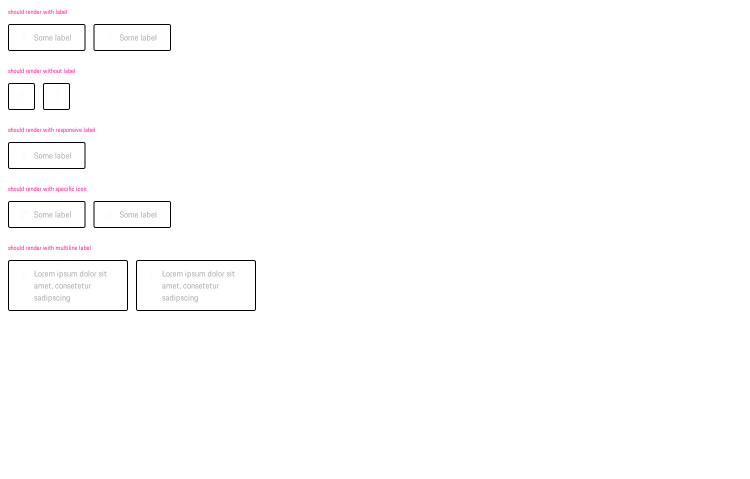 should render with label
Some label
Some label
should render without label
should render with responsive label
Some label
should render with specific icon
Some label
Some label
should render with multiline label
Lorem ipsum dolor sit
amet, consetetur
sadipscing
Lorem ipsum dolor sit
amet, consetetur
sadipscing